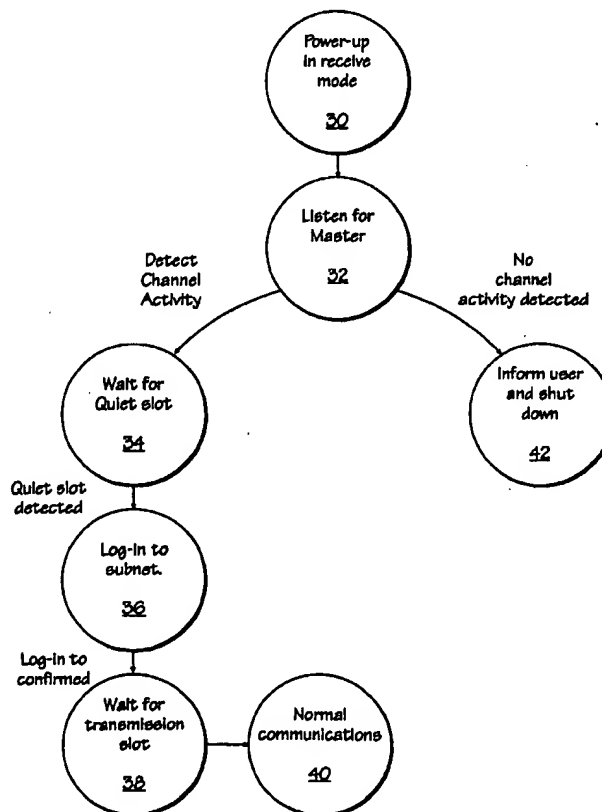 Power-up
in receive
mode
30
Listen for
Master
32
Detect
Channel
Activity
No
channel
activity detected
Wait for
Quiet slot
34
Inform user
and shut
down
42
Quiet slot
detected
Log-in to
subnet.
36
Log-in to
confirmed
Wait for
transmission
slot
38
Normal
communications
40